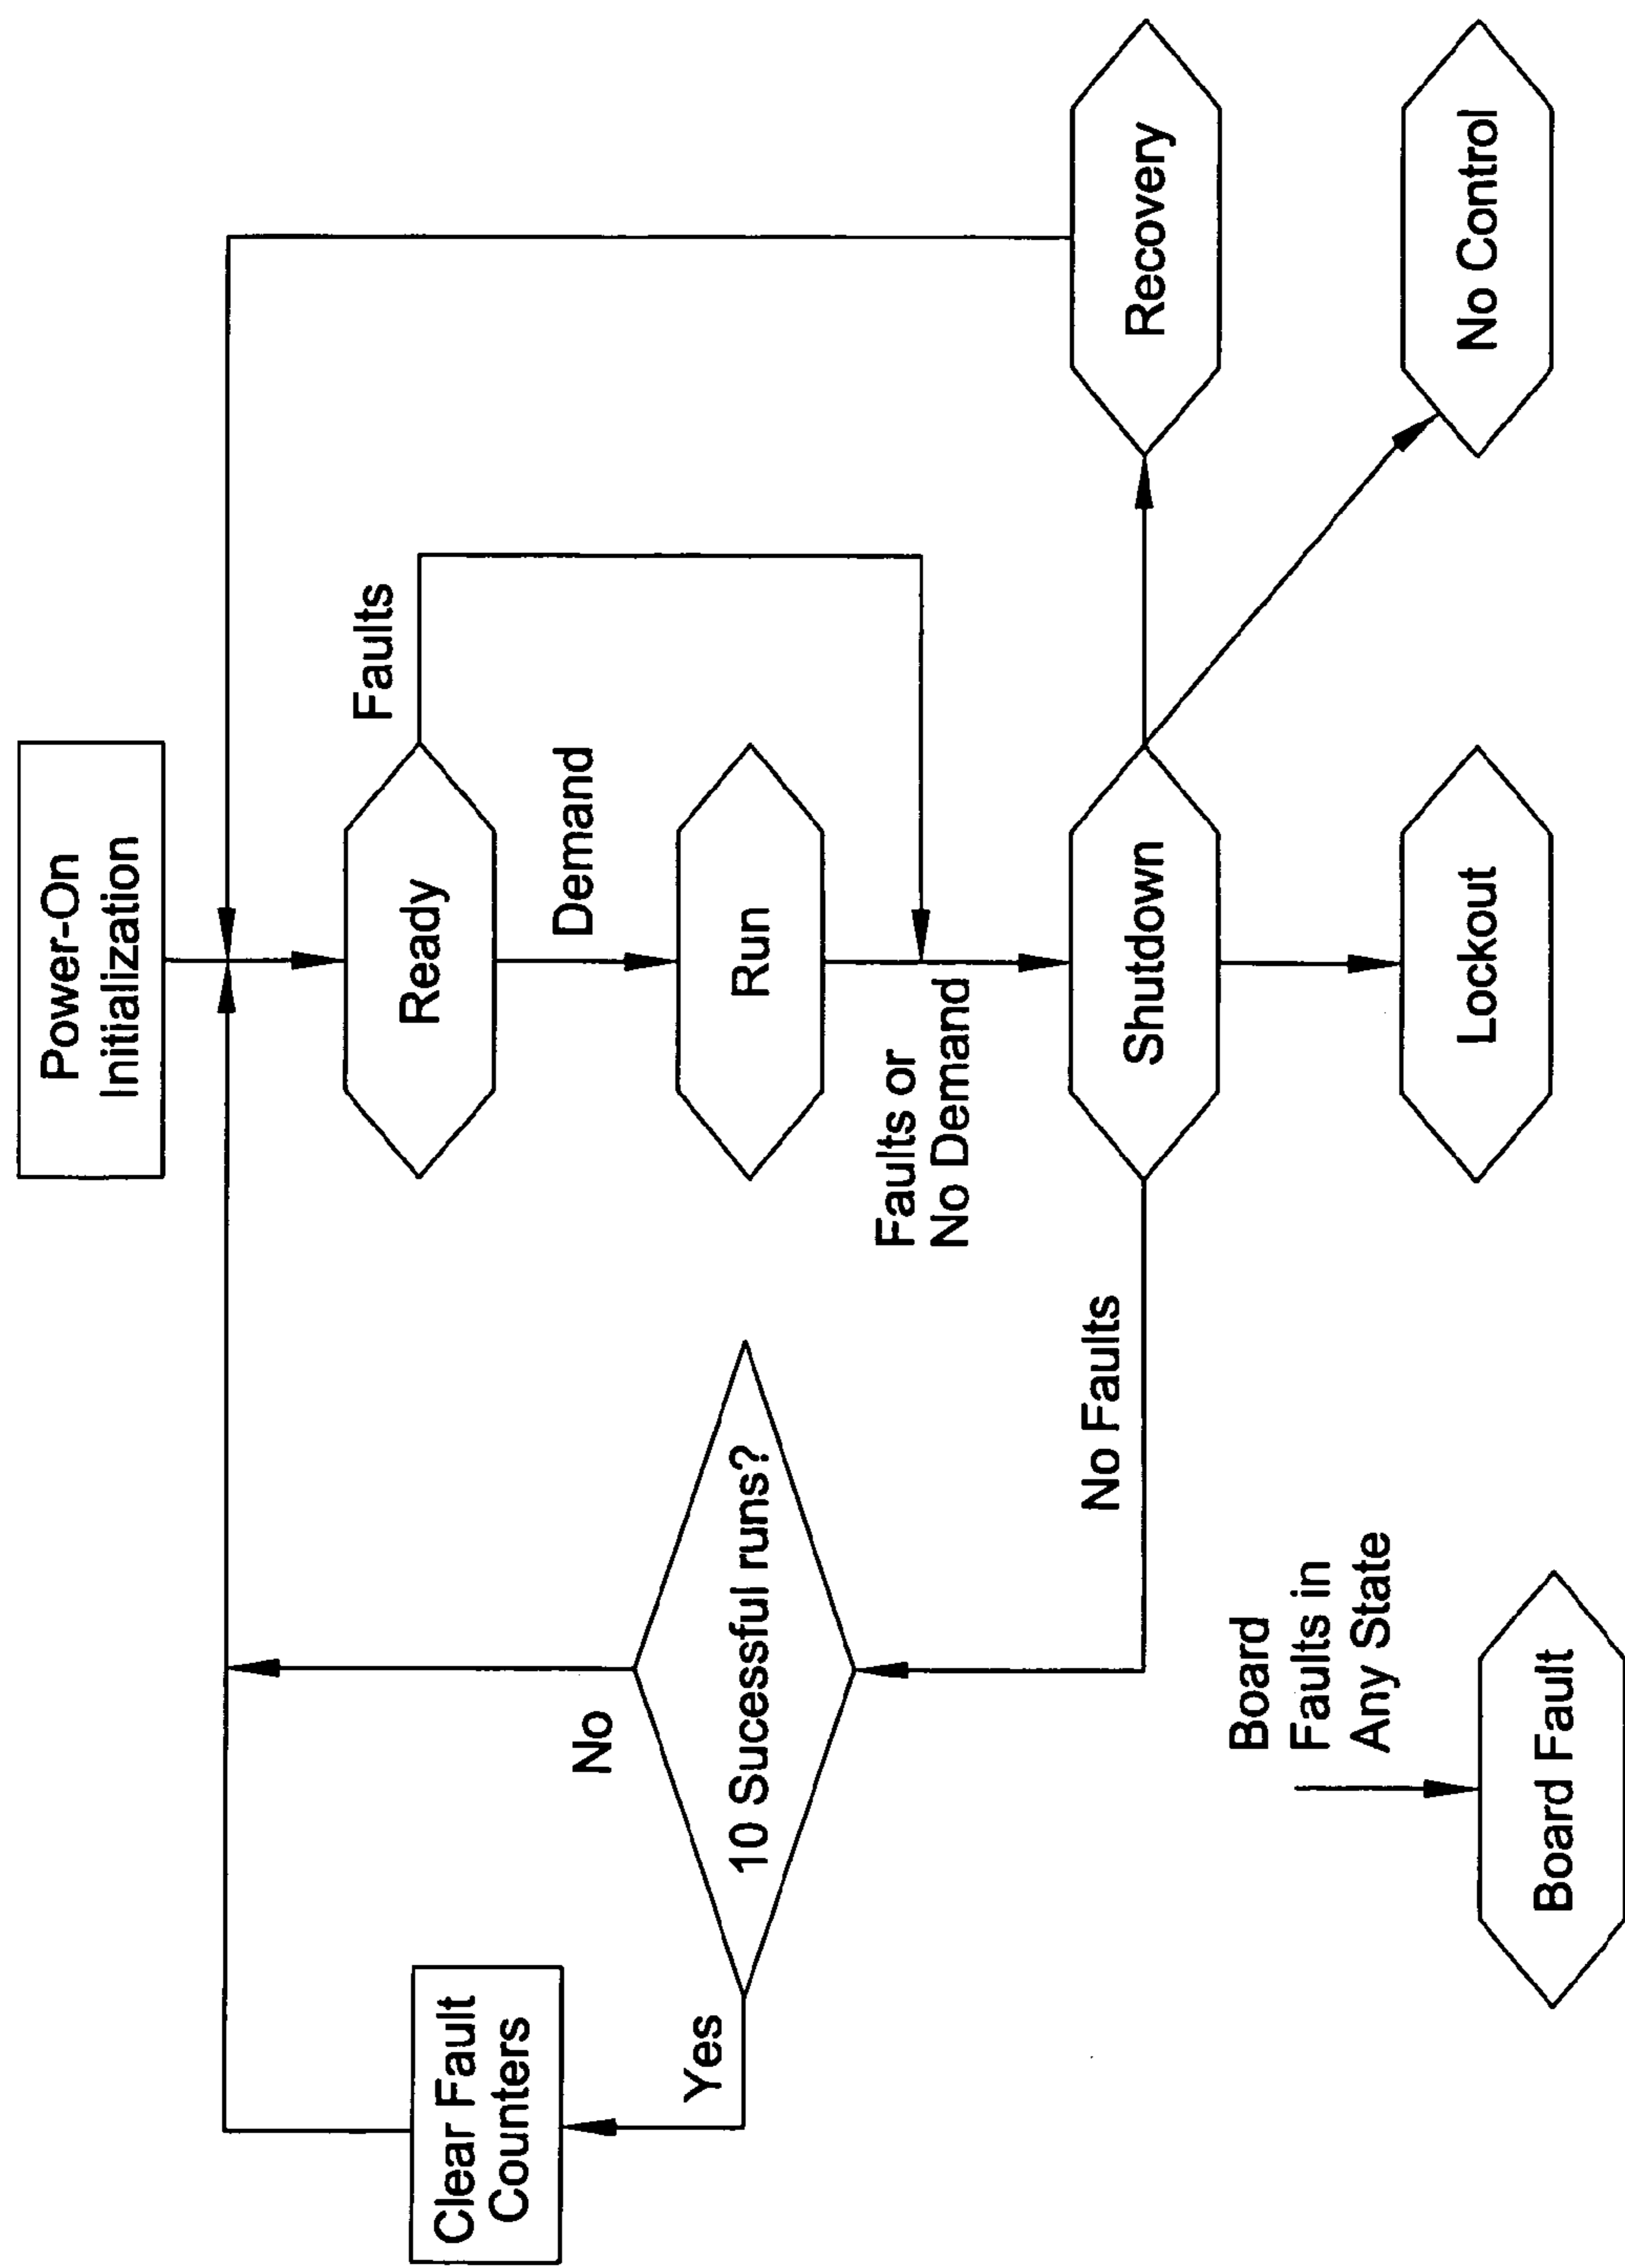 Power-On
Initialization
Clear Fault
Counters
Ready
Faults
Demand
Yes
No
10 Sucessful runs?
Run
Faults or
No Demand
No Faults
Shutdown
Recovery
Board
Faults in
Any State
Board Fault
Lockout
No Control